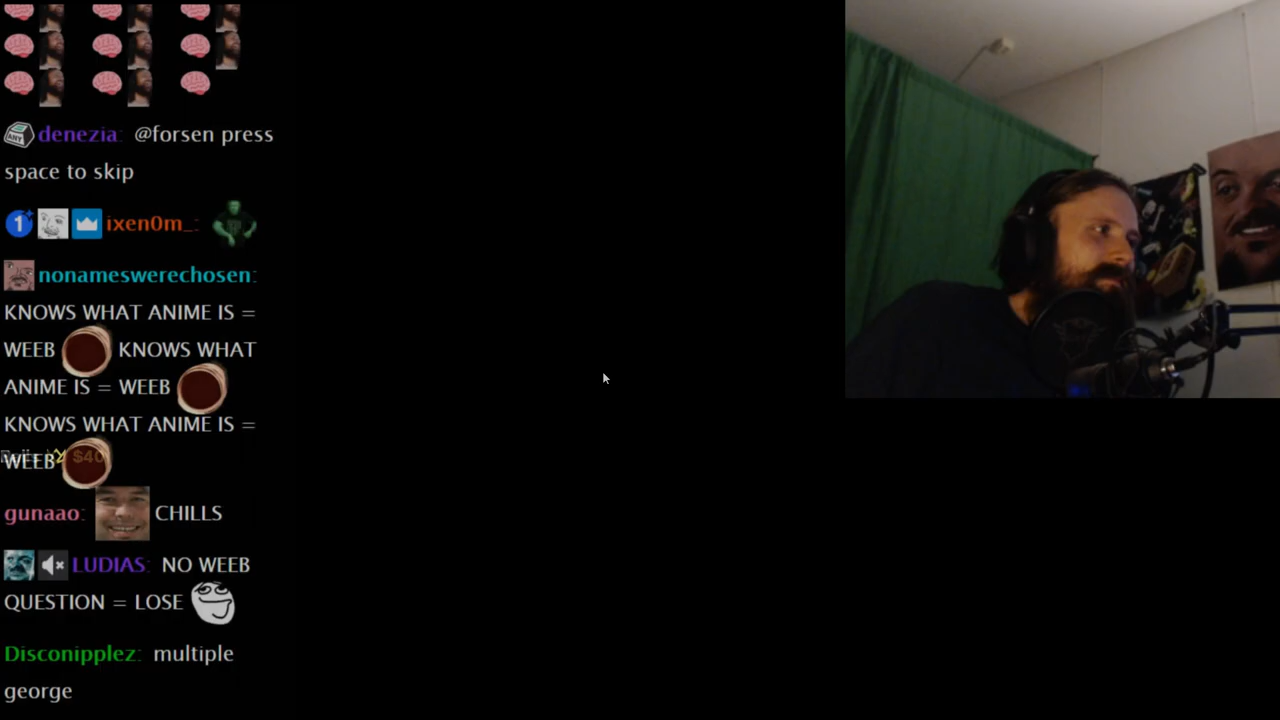 denezia: @forsen press
space to skip
ixen0m_:
nonameswerechosen:
KNOWS WHAT ANIME IS =
WEEB KNOWS WHAT
ANIME IS = WEEB
KNOWS WHAT ANIME IS =
WEEB
$40
gunaao: CHILLS
LUDIAS: NO WEEB
QUESTION = LOSE
Disconipplez: multiple
george